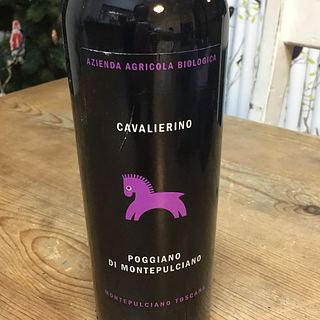 AZIENDA AGRICOLA BIOLOGICA
CAVALIERINO
POGGIANO
DI MONTEPULCIANO
MONTEPULCIANO TOSCANA